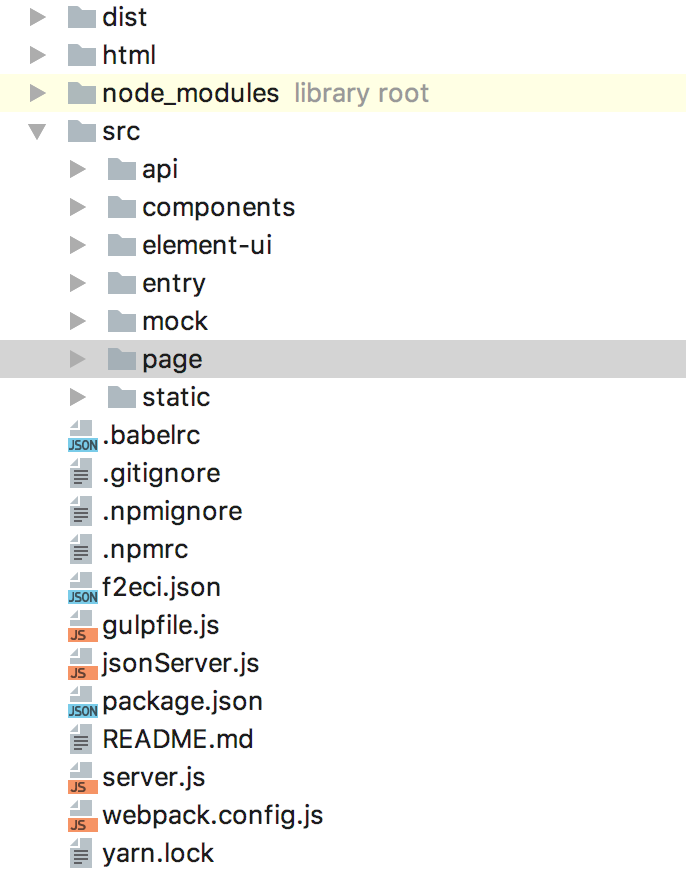 dist
html
node_modules library root
src
api
components
element-ui
entry
mock
page
static
JSON .babelrc
.gitignore
.npmignore
.npmrc
JSON f2eci.json
JS gulpfile.js
JS jsonServer.js
JSON package.json
README.md
JS server.js
JS webpack.config.js
yarn.lock